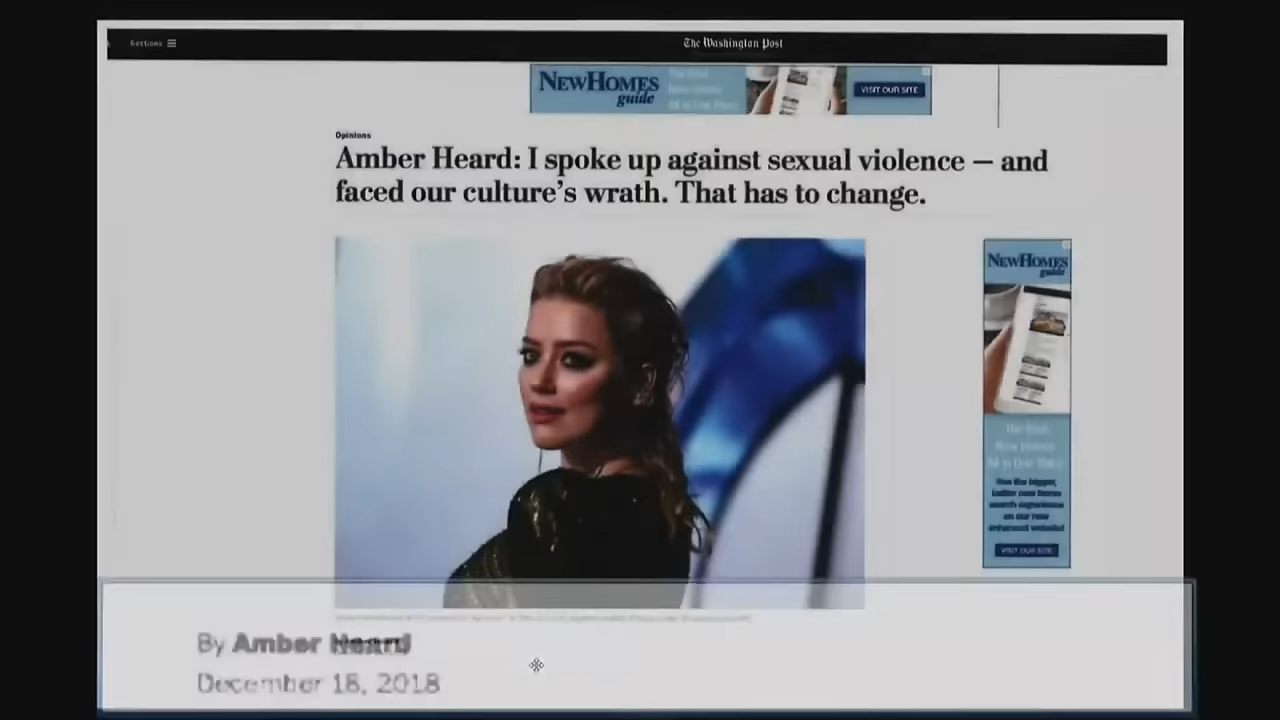 Sections
The Washington Post
NEWHOMES
guide
VISIT OUR SITE
Opinions
Amber Heard: I spoke up against sexual violence — and
faced our culture's wrath. That has to change.
NEWHOMES
guide
VISIT OUR SITE
By Amber Heard
December 18, 2018